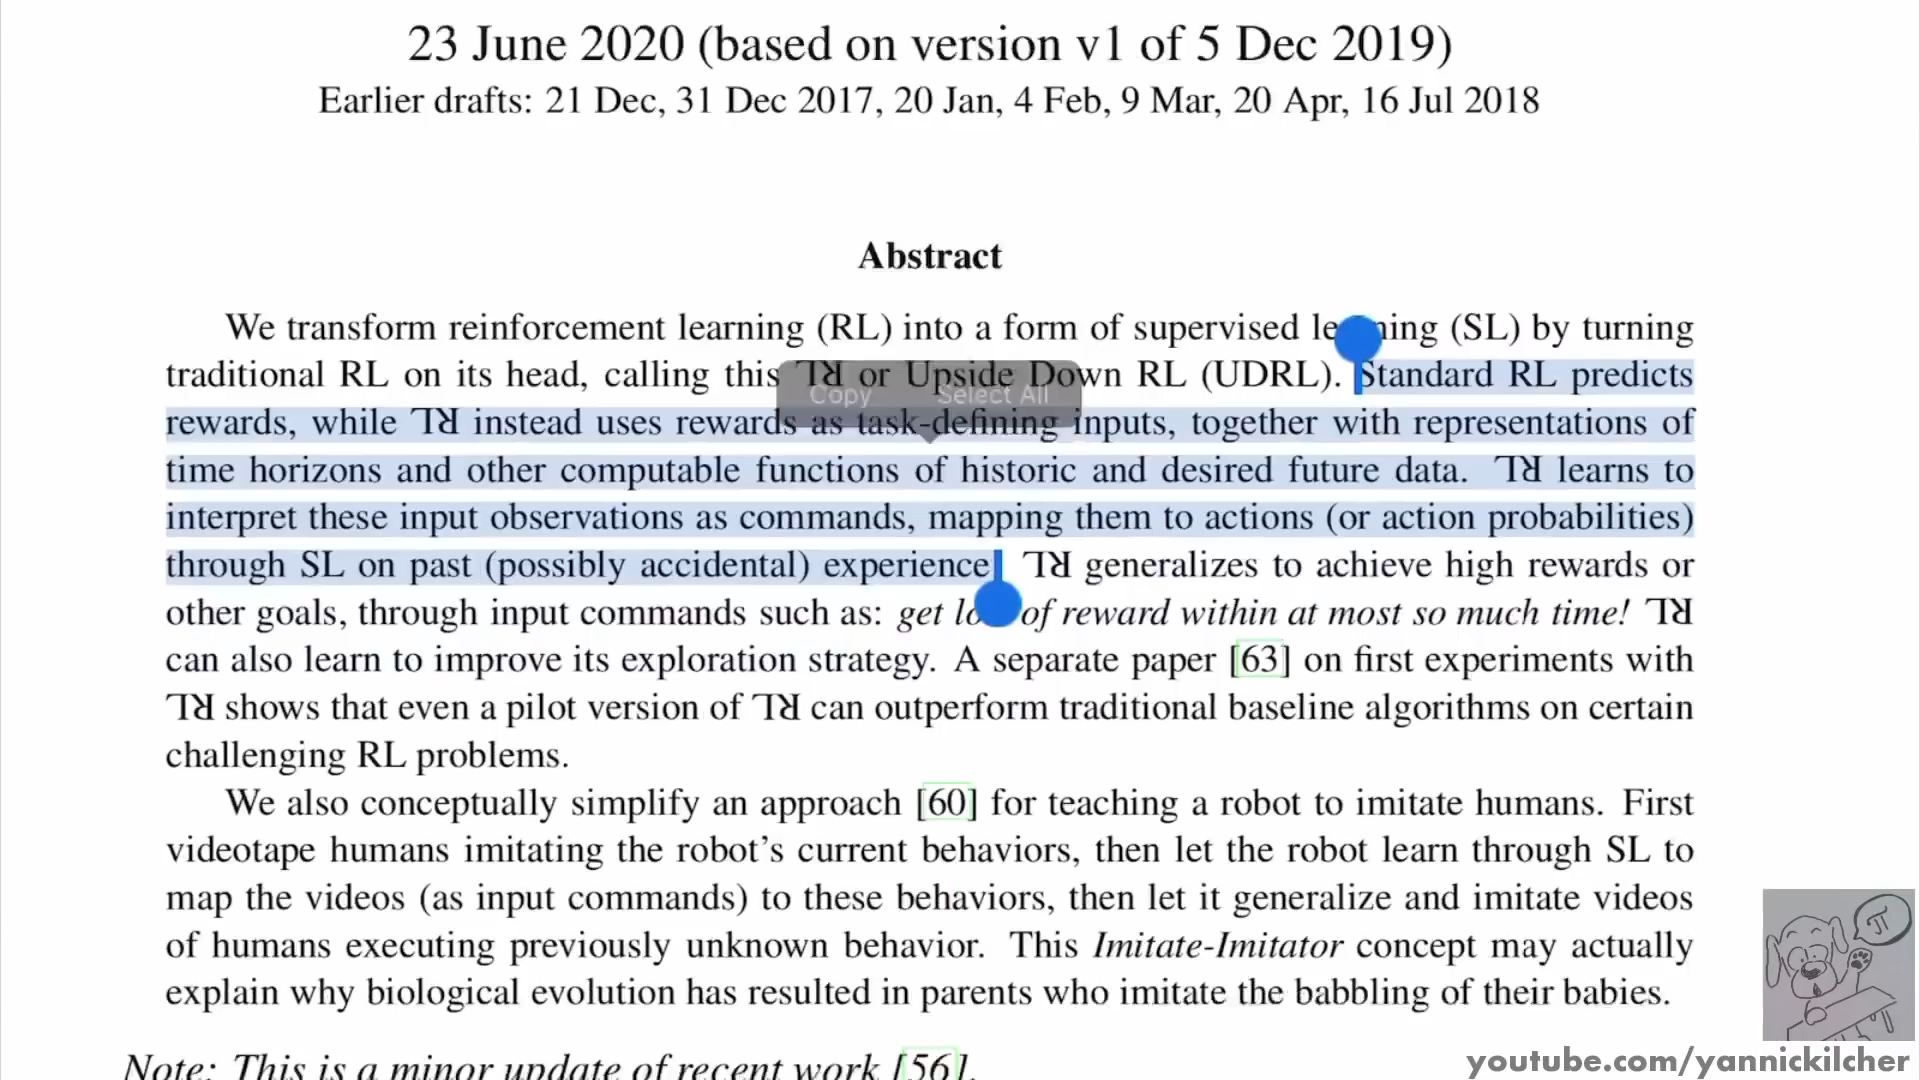 23 June 2020 (based on version v1 of 5 Dec 2019)
Earlier drafts: 21 Dec, 31 Dec 2017, 20 Jan, 4 Feb, 9 Mar, 20 Apr, 16 Jul 2018
Abstract
We transform reinforcement learning (RL) into a form of supervised learning (SL) by turning
traditional RL on its head, calling this ⅂ꓤ or Upside Down RL (UDRL). Standard RL predicts
Copy Select All
rewards, while ⅂ꓤ instead uses rewards as task-defining inputs, together with representations of
time horizons and other computable functions of historic and desired future data. ⅂ꓤ learns to
interpret these input observations as commands, mapping them to actions (or action probabilities)
through SL on past (possibly accidental) experience ⅂ꓤ generalizes to achieve high rewards or
other goals, through input commands such as: get of reward within at most so much time! ⅂ꓤ
can also learn to improve its exploration strategy. A separate paper [63] on first experiments with
⅂ꓤ shows that even a pilot version of ⅂ꓤ can outperform traditional baseline algorithms on certain
challenging RL problems.
We also conceptually simplify an approach [60] for teaching a robot to imitate humans. First
videotape humans imitating the robot's current behaviors, then let the robot learn through SL to
map the videos (as input commands) to these behaviors, then let it generalize and imitate videos
of humans executing previously unknown behavior. This Imitate-Imitator concept may actually
explain why biological evolution has resulted in parents who imitate the babbling of their babies.
Note: This is a minor update of recent work [56].
π
youtube.com/yannickilcher